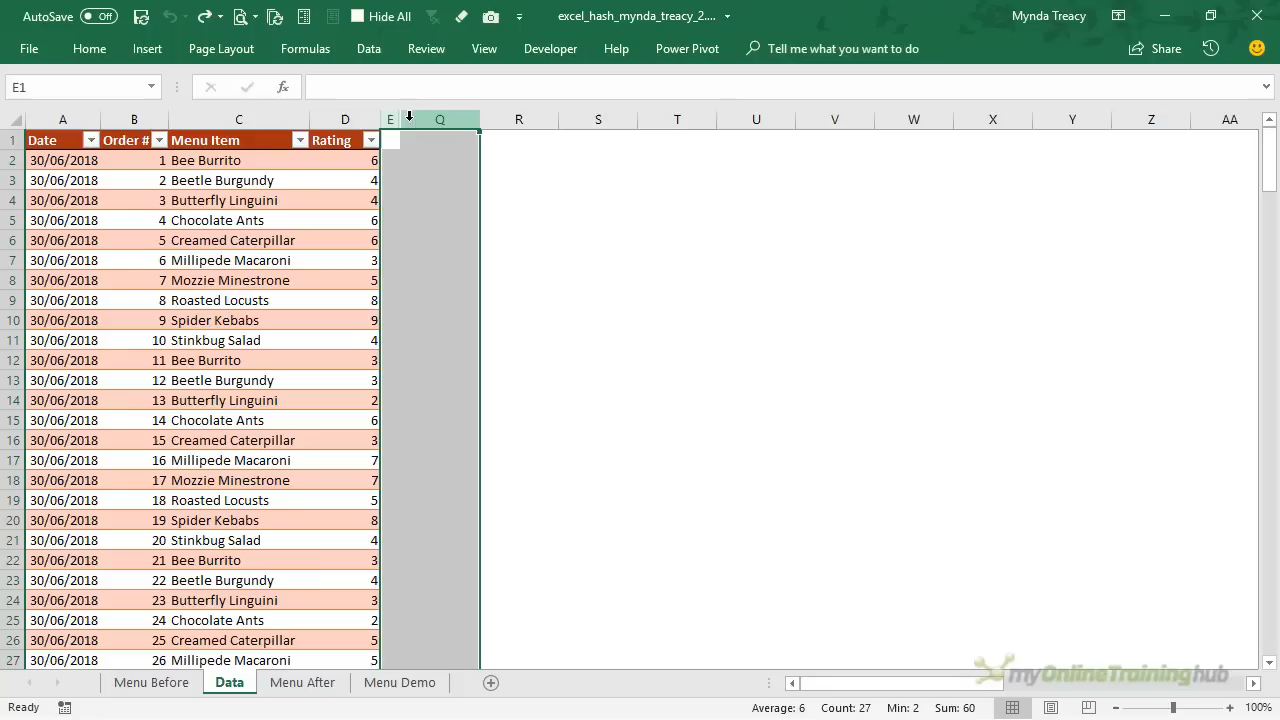 AutoSave Off Hide All excel_hash_mynda_treacy_2.... Mynda Treacy
File Home Insert Page Layout Formulas Data Review View Developer Help Power Pivot Tell me what you want to do Share
E1
A B C D E Q R S T U V W X Y Z AA
1 Date Order # Menu Item Rating
2 30/06/2018 1 Bee Burrito 6
3 30/06/2018 2 Beetle Burgundy 4
4 30/06/2018 3 Butterfly Linguini 4
5 30/06/2018 4 Chocolate Ants 6
6 30/06/2018 5 Creamed Caterpillar 6
7 30/06/2018 6 Millipede Macaroni 3
8 30/06/2018 7 Mozzie Minestrone 5
9 30/06/2018 8 Roasted Locusts 8
10 30/06/2018 9 Spider Kebabs 9
11 30/06/2018 10 Stinkbug Salad 4
12 30/06/2018 11 Bee Burrito 3
13 30/06/2018 12 Beetle Burgundy 3
14 30/06/2018 13 Butterfly Linguini 2
15 30/06/2018 14 Chocolate Ants 6
16 30/06/2018 15 Creamed Caterpillar 3
17 30/06/2018 16 Millipede Macaroni 7
18 30/06/2018 17 Mozzie Minestrone 7
19 30/06/2018 18 Roasted Locusts 5
20 30/06/2018 19 Spider Kebabs 8
21 30/06/2018 20 Stinkbug Salad 4
22 30/06/2018 21 Bee Burrito 3
23 30/06/2018 22 Beetle Burgundy 4
24 30/06/2018 23 Butterfly Linguini 3
25 30/06/2018 24 Chocolate Ants 2
26 30/06/2018 25 Creamed Caterpillar 5
27 30/06/2018 26 Millipede Macaroni 5
myOnlineTraininghub
Menu Before Data Menu After Menu Demo
Ready Average: 6 Count: 27 Min: 2 Sum: 60 100%